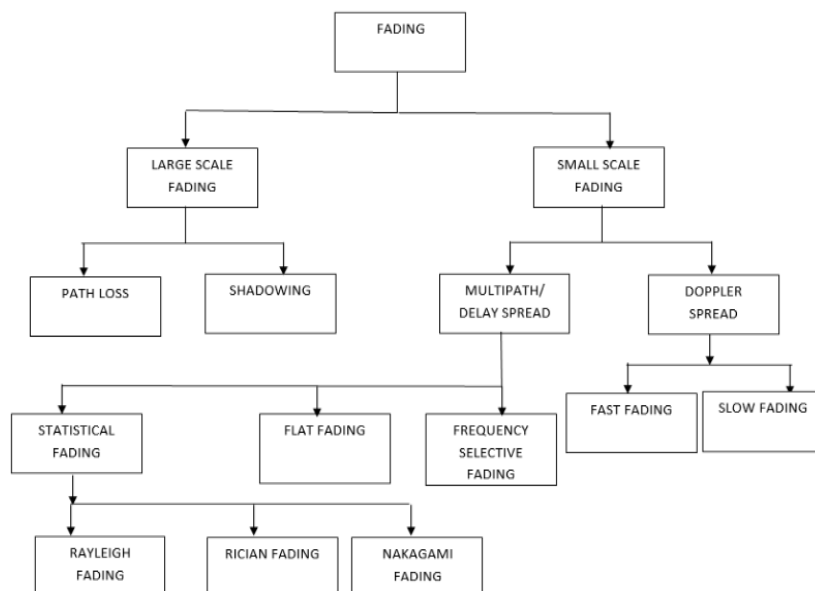 FADING
LARGE SCALE
FADING
SMALL SCALE
FADING
PATH LOSS
SHADOWING
MULTIPATH/
DELAY SPREAD
DOPPLER
SPREAD
STATISTICAL
FADING
FLAT FADING
FREQUENCY
SELECTIVE
FADING
FAST FADING
SLOW FADING
RAYLEIGH
FADING
RICIAN FADING
NAKAGAMI
FADING